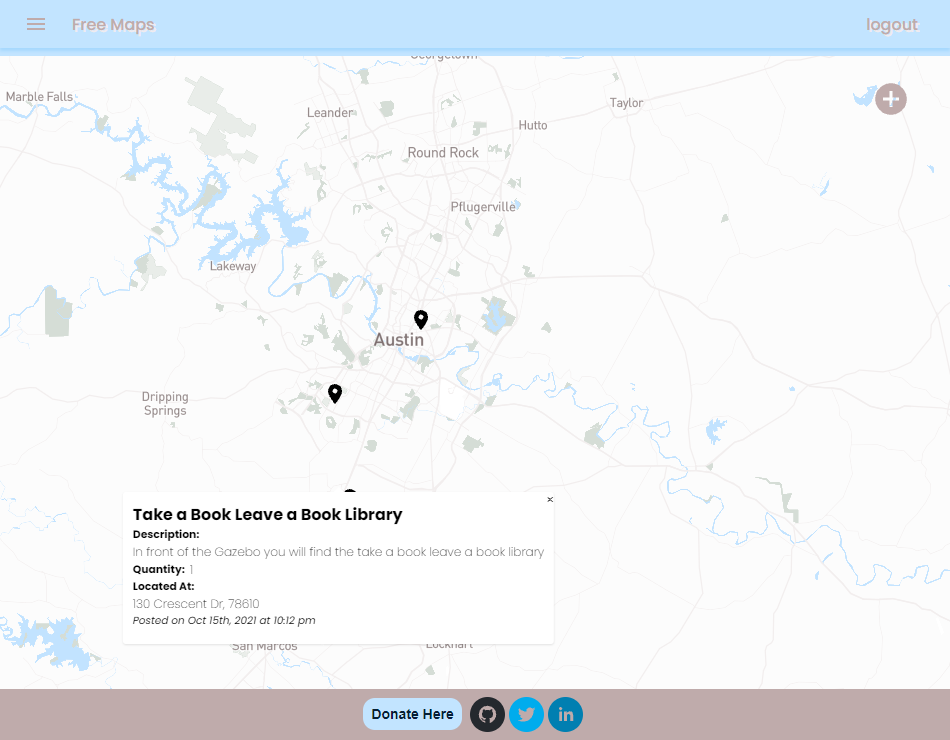 Free Maps
logout
Georgetown
Marble Falls
Leander
Taylor
Hutto
Round Rock
Pflugerville
Lakeway
Austin
Dripping
Springs
×
Take a Book Leave a Book Library
Description:
In front of the Gazebo you will find the take a book leave a book library
Quantity: 1
Located At:
130 Crescent Dr, 78610
Posted on Oct 15th, 2021 at 10:12 pm
San Marcos
Lockhart
Donate Here
in